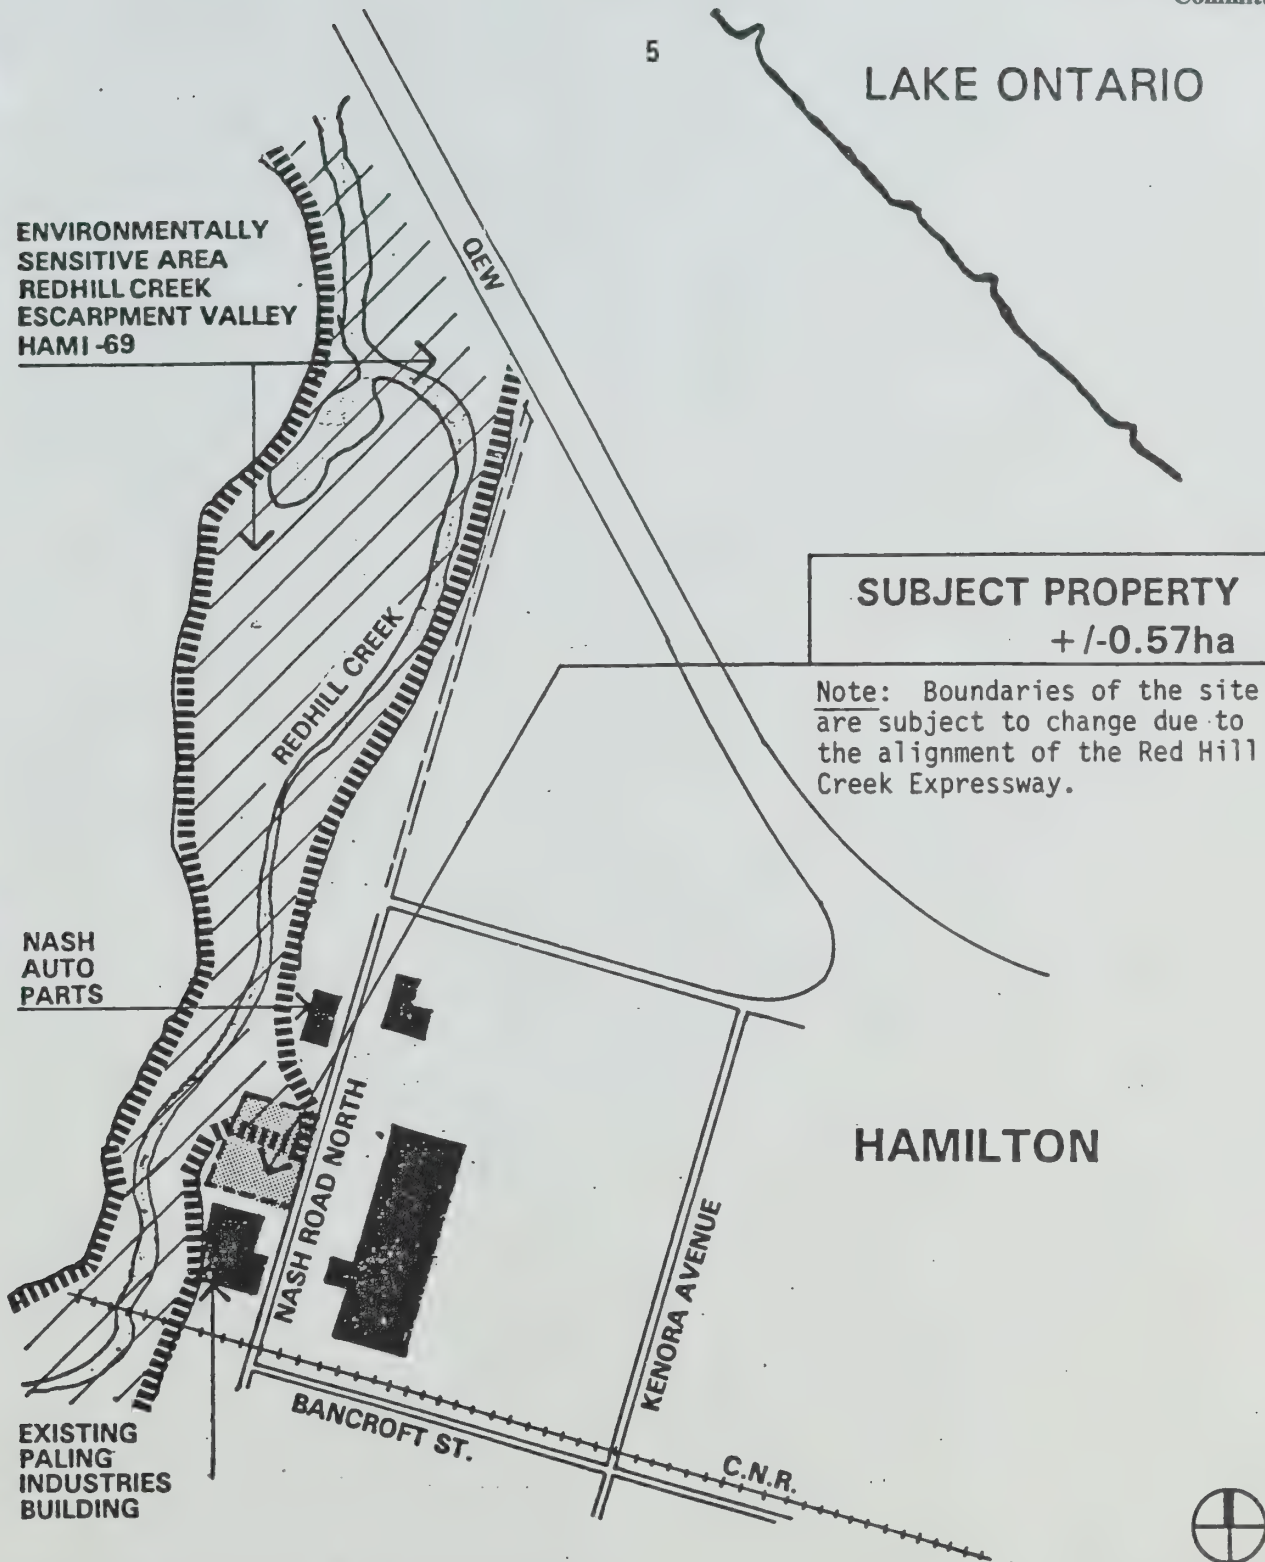 5
LAKE ONTARIO
ENVIRONMENTALLY
SENSITIVE AREA
REDHILL CREEK
ESCARPMENT VALLEY
HAMI-69
QEW
SUBJECT PROPERTY
+/-0.57ha
Note: Boundaries of the site
are subject to change due to
the alignment of the Red Hill
Creek Expressway.
REDHILL CREEK
NASH
AUTO
PARTS
NASH ROAD NORTH
HAMILTON
KENORA AVENUE
BANCROFT ST.
C.N.R.
EXISTING
PALING
INDUSTRIES
BUILDING